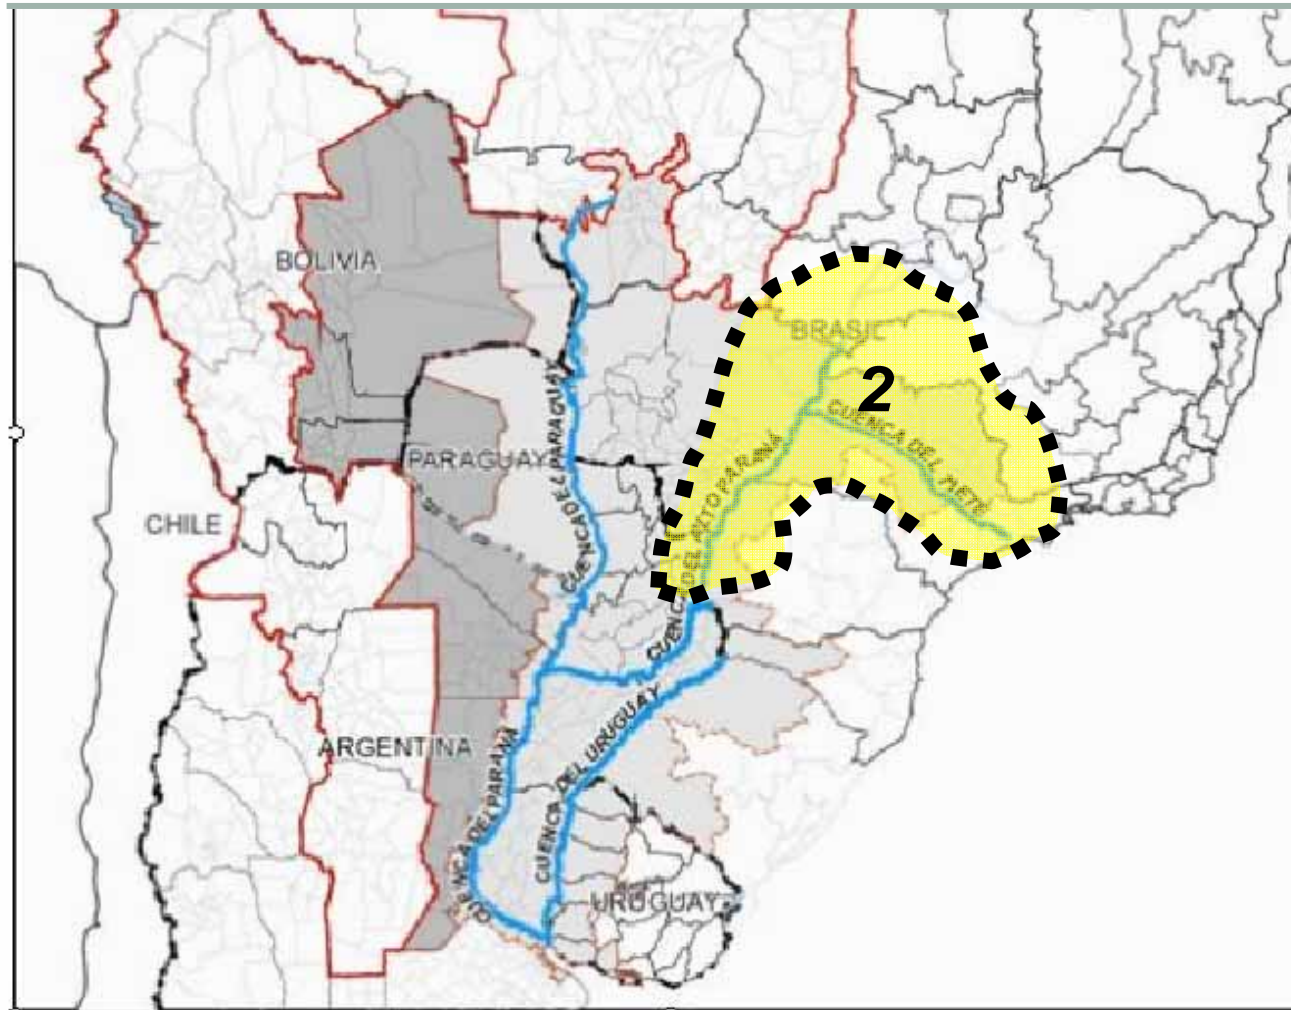 BOLIVIA
BRASIL
2
CUENCA DEL PARAGUAY
CUENCA DEL TIETE
PARAGUAY
CUENCA DEL ALTO PARANÁ
CHILE
CUENCA DEL URUGUAY
ARGENTINA
CUENCA DEL PARANÁ
URUGUAY